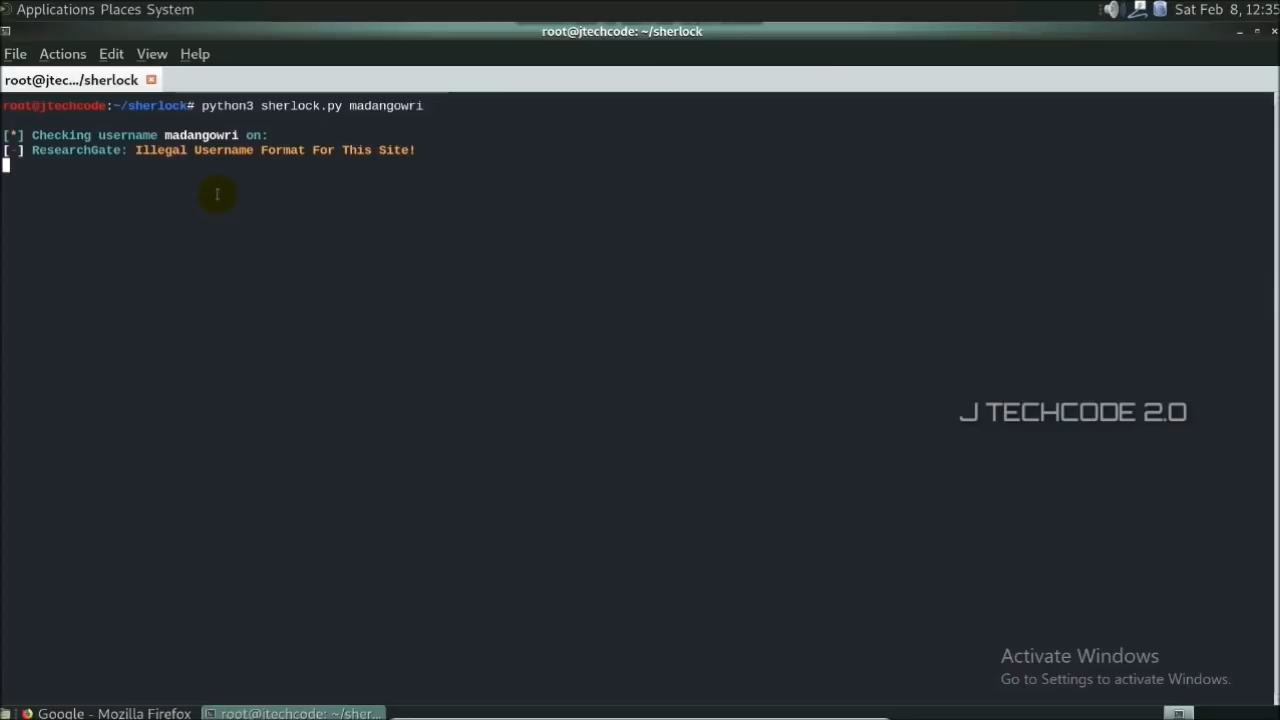 Applications Places System
Sat Feb 8, 12:35
root@jtechcode: ~/sherlock
File Actions Edit View Help
root@jtec.../sherlock
root@jtechcode:~/sherlock# python3 sherlock.py madangowri
[*] Checking username madangowri on:
[-] ResearchGate: Illegal Username Format For This Site!
J TECHCODE 2.0
Activate Windows
Go to Settings to activate Windows.
Google - Mozilla Firefox
root@jtechcode: ~/sher...